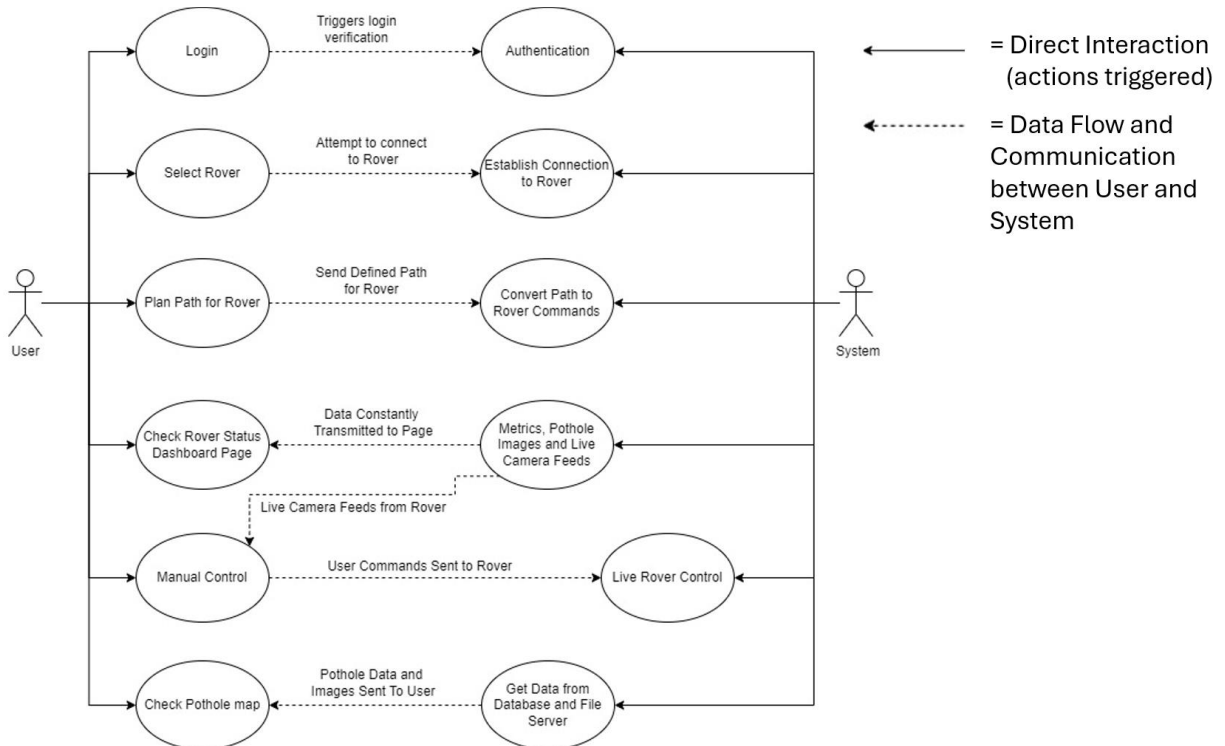 Triggers login
verification
Login
Authentication
= Direct Interaction
(actions triggered)
= Data Flow and
Communication
between User and
System
Attempt to connect
to Rover
Select Rover
Establish Connection
to Rover
Send Defined Path
for Rover
Plan Path for Rover
Convert Path to
Rover Commands
User
System
Data Constantly
Transmitted to Page
Check Rover Status
Dashboard Page
Metrics, Pothole
Images and Live
Camera Feeds
Live Camera Feeds from Rover
User Commands Sent to Rover
Manual Control
Live Rover Control
Pothole Data and
Images Sent To User
Check Pothole map
Get Data from
Database and File
Server